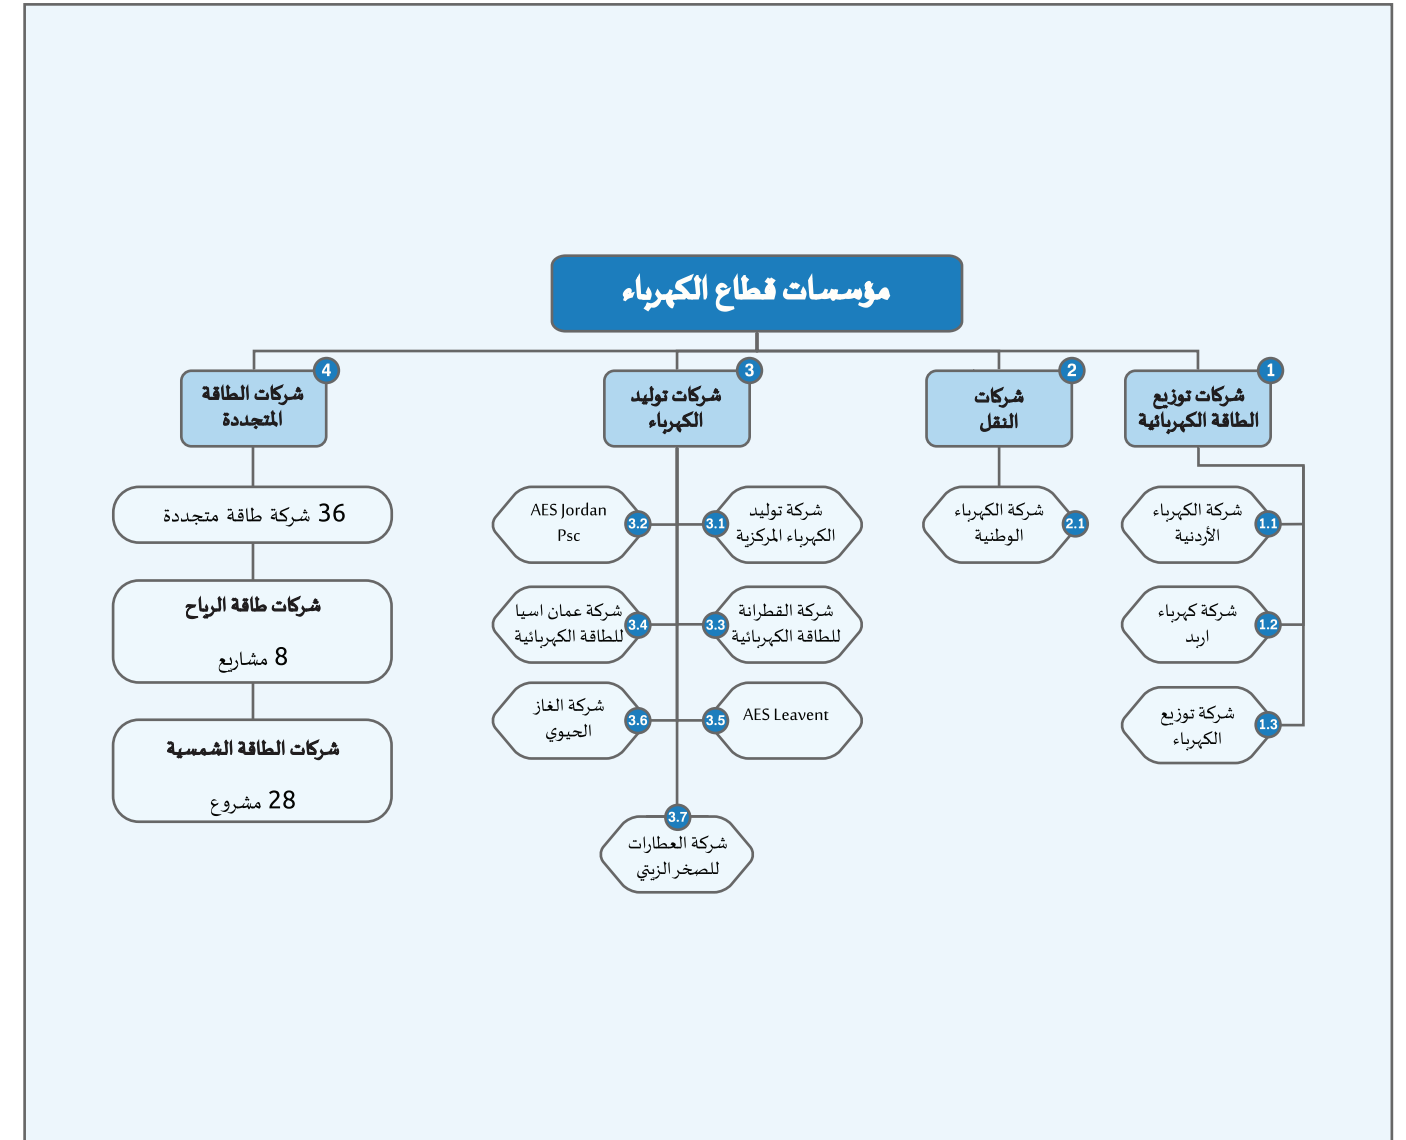 مؤسسات قطاع الكهرباء
1
شركات توزيع
الطاقة الكهربائية
1.1
شركة الكهرباء
الأردنية
1.2
شركة كهرباء
اربد
1.3
شركة توزيع
الكهرباء
2
شركات
النقل
2.1
شركة الكهرباء
الوطنية
3
شركات توليد
الكهرباء
3.1
شركة توليد
الكهرباء المركزية
3.2
AES Jordan
Psc
3.3
شركة القطرانة
للطاقة الكهربائية
3.4
شركة عمان اسيا
للطاقة الكهربائية
3.5
AES Leavent
3.6
شركة الغاز
الحيوي
3.7
شركة العطارات
للصخر الزيتي
4
شركات الطاقة
المتجددة
36 شركة طاقة متجددة
شركات طاقة الرياح
8 مشاريع
شركات الطاقة الشمسية
28 مشروع